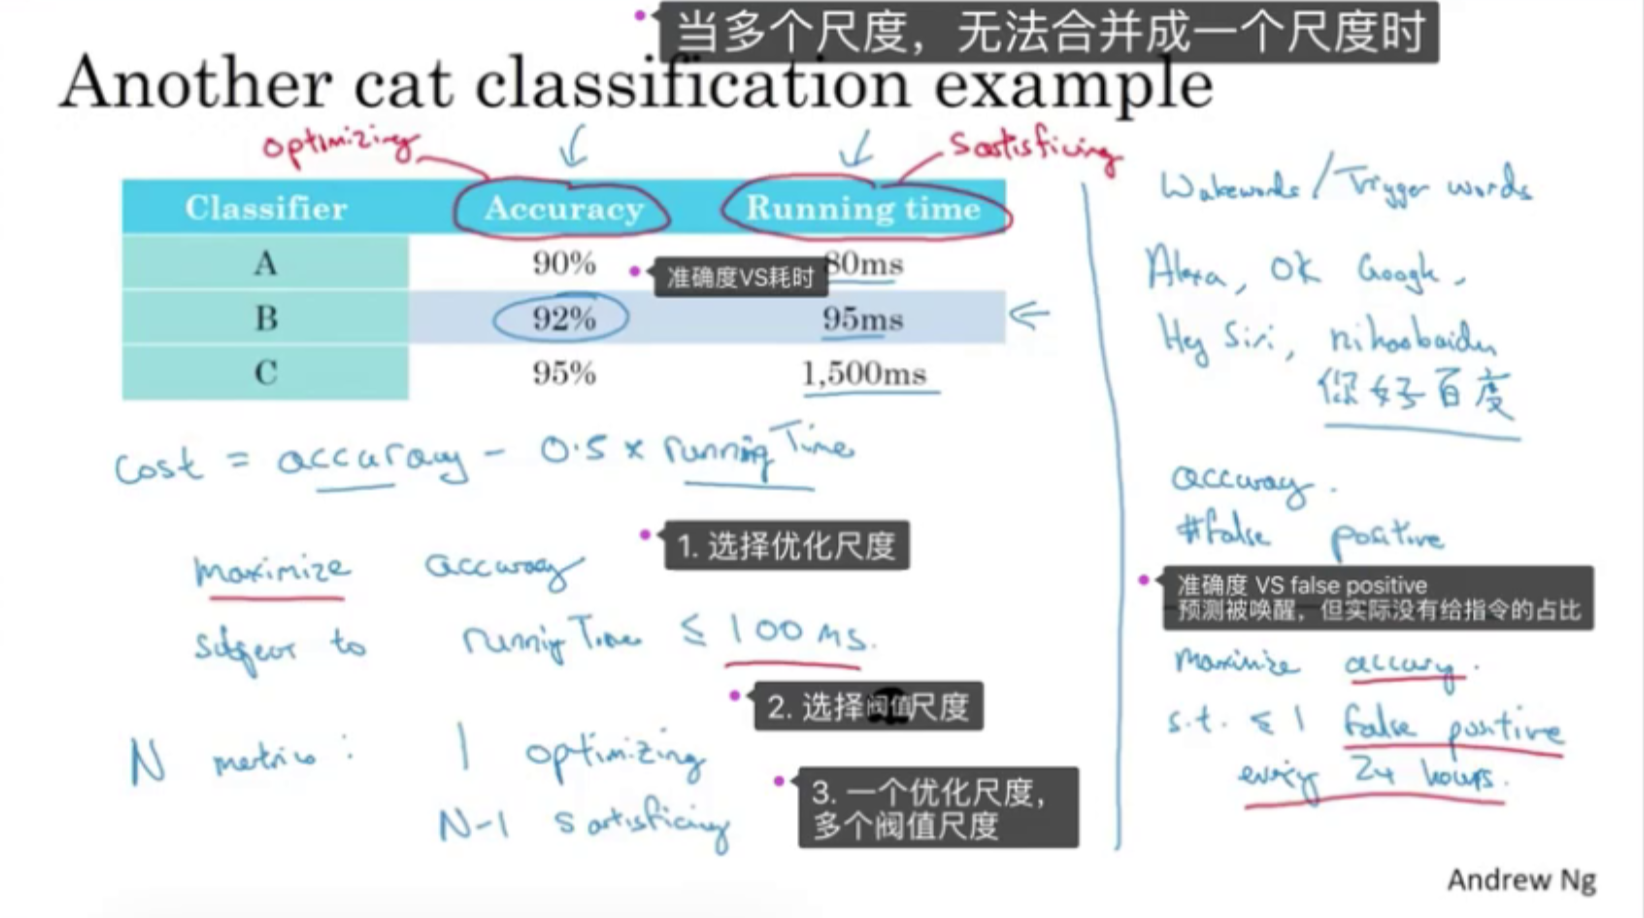 当多个尺度，无法合并成一个尺度时
Another cat classification example
optimizing
satisficing
Classifier Accuracy Running time
A 90% 80ms
准确度VS耗时
B 92% 95ms
C 95% 1,500ms
cost = accuracy - 0.5 x running Time
1. 选择优化尺度
maximize accuracy
subject to running Time ≤ 100 ms.
2. 选择阀值尺度
N metrics: 1 optimizing
N-1 satisficing
3. 一个优化尺度，
多个阀值尺度
Wakewords / Trigger words
Alexa, OK Google,
Hey Siri, nihaobaidu
你好百度
accuracy.
#false positive
准确度 VS false positive
预测被唤醒，但实际没有给指令的占比
maximize accuracy.
s.t. ≤ 1 false positive
every 24 hours.
Andrew Ng